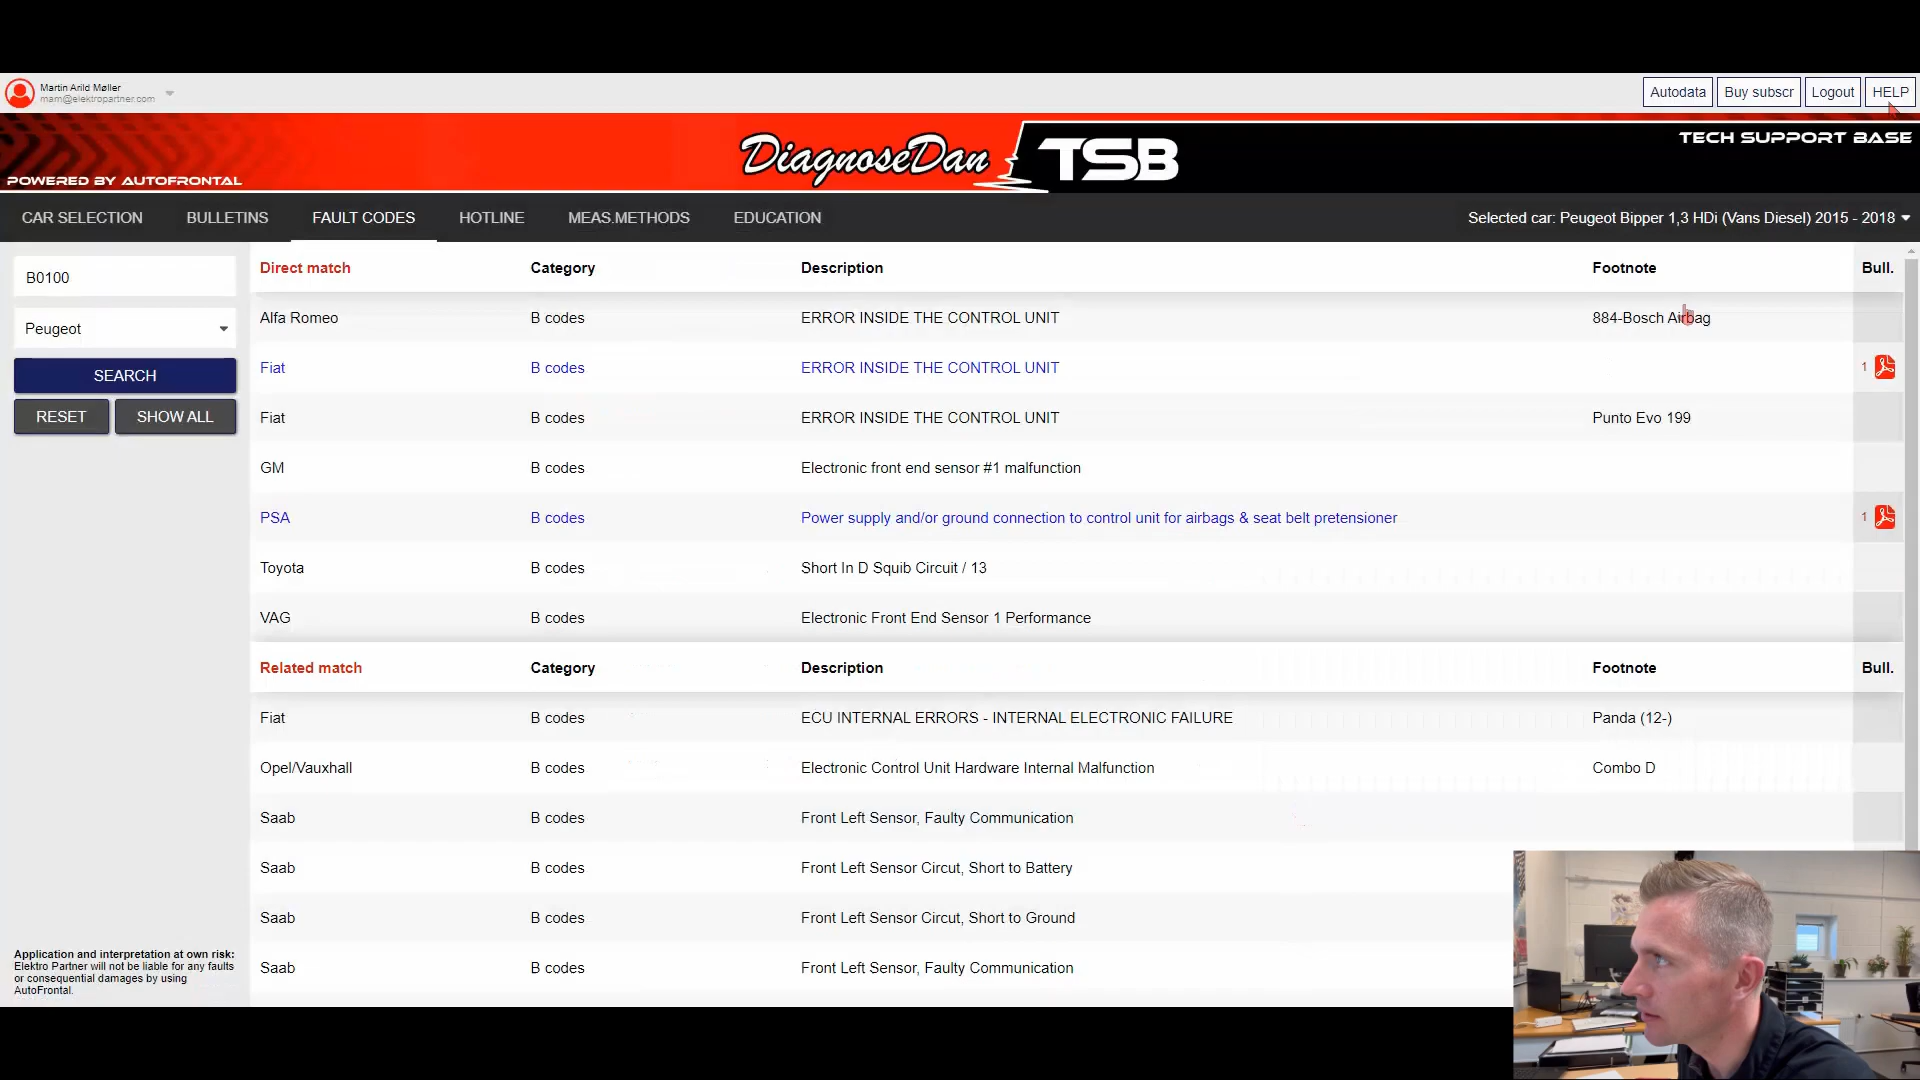 Martin Arild Møller
mam@elektropartner.com
Autodata
Buy subscr
Logout
HELP
POWERED BY AUTOFRONTAL
DiagnoseDan TSB
TECH SUPPORT BASE
CAR SELECTION
BULLETINS
FAULT CODES
HOTLINE
MEAS.METHODS
EDUCATION
Selected car: Peugeot Bipper 1,3 HDi (Vans Diesel) 2015 - 2018
B0100
Peugeot
SEARCH
RESET
SHOW ALL
Direct match Category Description Footnote Bull.
Alfa Romeo B codes ERROR INSIDE THE CONTROL UNIT 884-Bosch Airbag
Fiat B codes ERROR INSIDE THE CONTROL UNIT 1
Fiat B codes ERROR INSIDE THE CONTROL UNIT Punto Evo 199
GM B codes Electronic front end sensor #1 malfunction
PSA B codes Power supply and/or ground connection to control unit for airbags & seat belt pretensioner 1
Toyota B codes Short In D Squib Circuit / 13
VAG B codes Electronic Front End Sensor 1 Performance
Related match Category Description Footnote Bull.
Fiat B codes ECU INTERNAL ERRORS - INTERNAL ELECTRONIC FAILURE Panda (12-)
Opel/Vauxhall B codes Electronic Control Unit Hardware Internal Malfunction Combo D
Saab B codes Front Left Sensor, Faulty Communication
Saab B codes Front Left Sensor Circut, Short to Battery
Saab B codes Front Left Sensor Circut, Short to Ground
Saab B codes Front Left Sensor, Faulty Communication
Application and interpretation at own risk:
Elektro Partner will not be liable for any faults
or consequential damages by using
AutoFrontal.